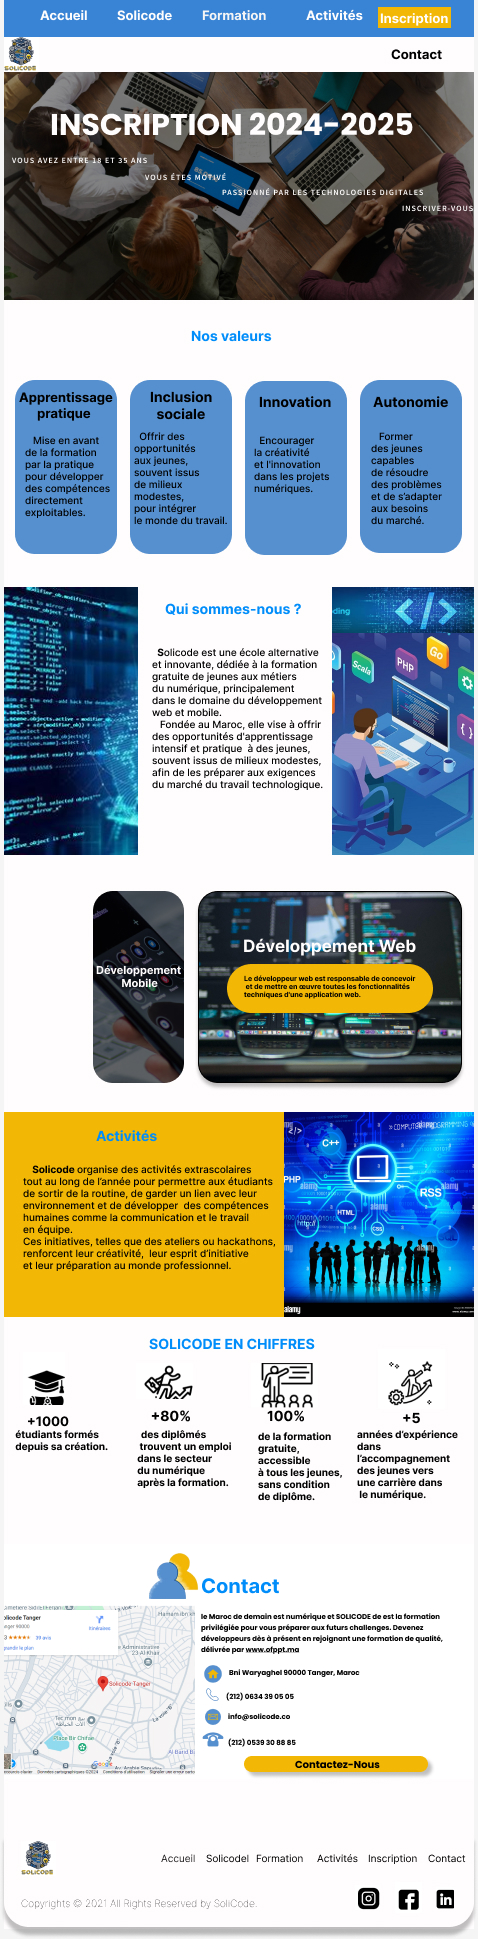 Accueil Solicode Formation Activités Inscription
SOLICODE
Contact
INSCRIPTION 2024-2025
VOUS AVEZ ENTRE 18 ET 35 ANS
VOUS ÊTES MOTIVÉ
PASSIONNÉ PAR LES TECHNOLOGIES DIGITALES
INSCRIVER-VOUS
Nos valeurs
Apprentissage
pratique
Mise en avant
de la formation
par la pratique
pour développer
des compétences
directement
exploitables.
Inclusion
sociale
Offrir des
opportunités
aux jeunes,
souvent issus
de milieux
modestes,
pour intégrer
le monde du travail.
Innovation
Encourager
la créativité
et l'innovation
dans les projets
numériques.
Autonomie
Former
des jeunes
capables
de résoudre
des problèmes
et de s'adapter
aux besoins
du marché.
Qui sommes-nous ?
Solicode est une école alternative
et innovante, dédiée à la formation
gratuite de jeunes aux métiers
du numérique, principalement
dans le domaine du développement
web et mobile.
Fondée au Maroc, elle vise à offrir
des opportunités d'apprentissage
intensif et pratique à des jeunes,
souvent issus de milieux modestes,
afin de les préparer aux exigences
du marché du travail technologique.
</>
Go
PHP
Scala
Développement
Mobile
Développement Web
Le développeur web est responsable de concevoir
et de mettre en œuvre toutes les fonctionnalités
techniques d'une application web.
Activités
Solicode organise des activités extrascolaires
tout au long de l'année pour permettre aux étudiants
de sortir de la routine, de garder un lien avec leur
environnement et de développer des compétences
humaines comme la communication et le travail
en équipe.
Ces initiatives, telles que des ateliers ou hackathons,
renforcent leur créativité, leur esprit d'initiative
et leur préparation au monde professionnel.
</>
COMPUTER PROGRAMMING
C++
PHP
RSS
HTML
http://
CSS
alamy
SOLICODE EN CHIFFRES
+1000
étudiants formés
depuis sa création.
+80%
des diplômés
trouvent un emploi
dans le secteur
du numérique
après la formation.
100%
de la formation
gratuite,
accessible
à tous les jeunes,
sans condition
de diplôme.
+5
années d'expérience
dans
l'accompagnement
des jeunes vers
une carrière dans
le numérique.
Contact
le Maroc de demain est numérique et SOLICODE de est la formation
priviléglée pour vous préparer aux futurs challenges. Devenez
développeurs dès à présent en rejoignant une formation de qualité,
délivrée par www.ofppt.ma
Bni Waryaghel 90000 Tanger, Maroc
(212) 0634 39 05 05
info@solicode.co
(212) 0539 30 88 85
Contactez-Nous
Solicode Tanger
SOLICODE
Accueil Solicodel Formation Activités Inscription Contact
Copyrights © 2021 All Rights Reserved by SoliCode.